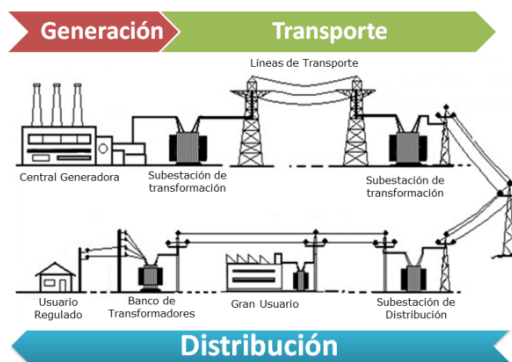 Generación
Transporte
Líneas de Transporte
Central Generadora
Subestación de
transformación
Subestación de
transformación
Usuario
Regulado
Banco de
Transformadores
Gran Usuario
Subestación de
Distribución
Distribución